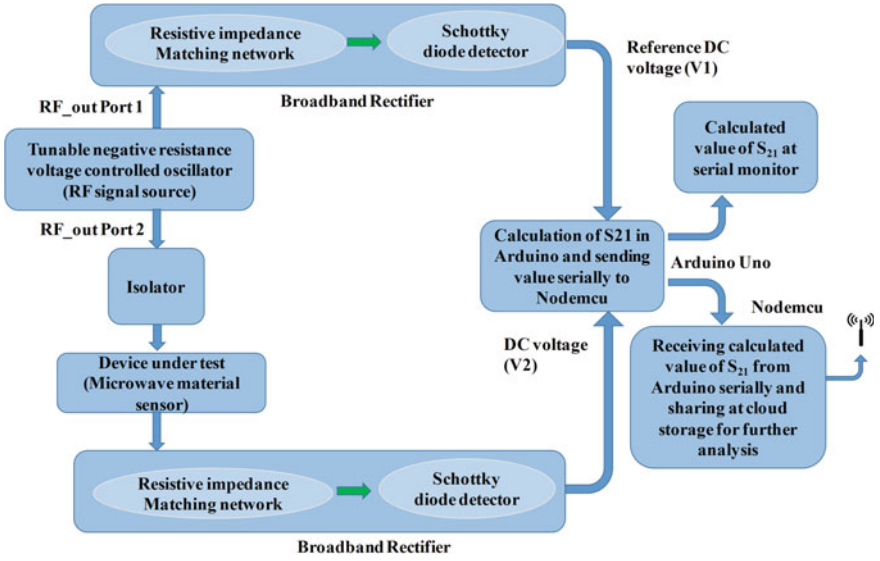 Resistive impedance
Matching network
Schottky
diode detector
Broadband Rectifier
Reference DC
voltage (V1)
RF_out Port 1
Tunable negative resistance
voltage controlled oscillator
(RF signal source)
RF_out Port 2
Isolator
Device under test
(Microwave material
sensor)
Calculated
value of S21 at
serial monitor
Calculation of S21 in
Arduino and sending
value serially to
Nodemcu
Arduino Uno
Nodemcu
DC voltage
(V2)
Receiving calculated
value of S21 from
Arduino serially and
sharing at cloud
storage for further
analysis
Resistive impedance
Matching network
Schottky
diode detector
Broadband Rectifier